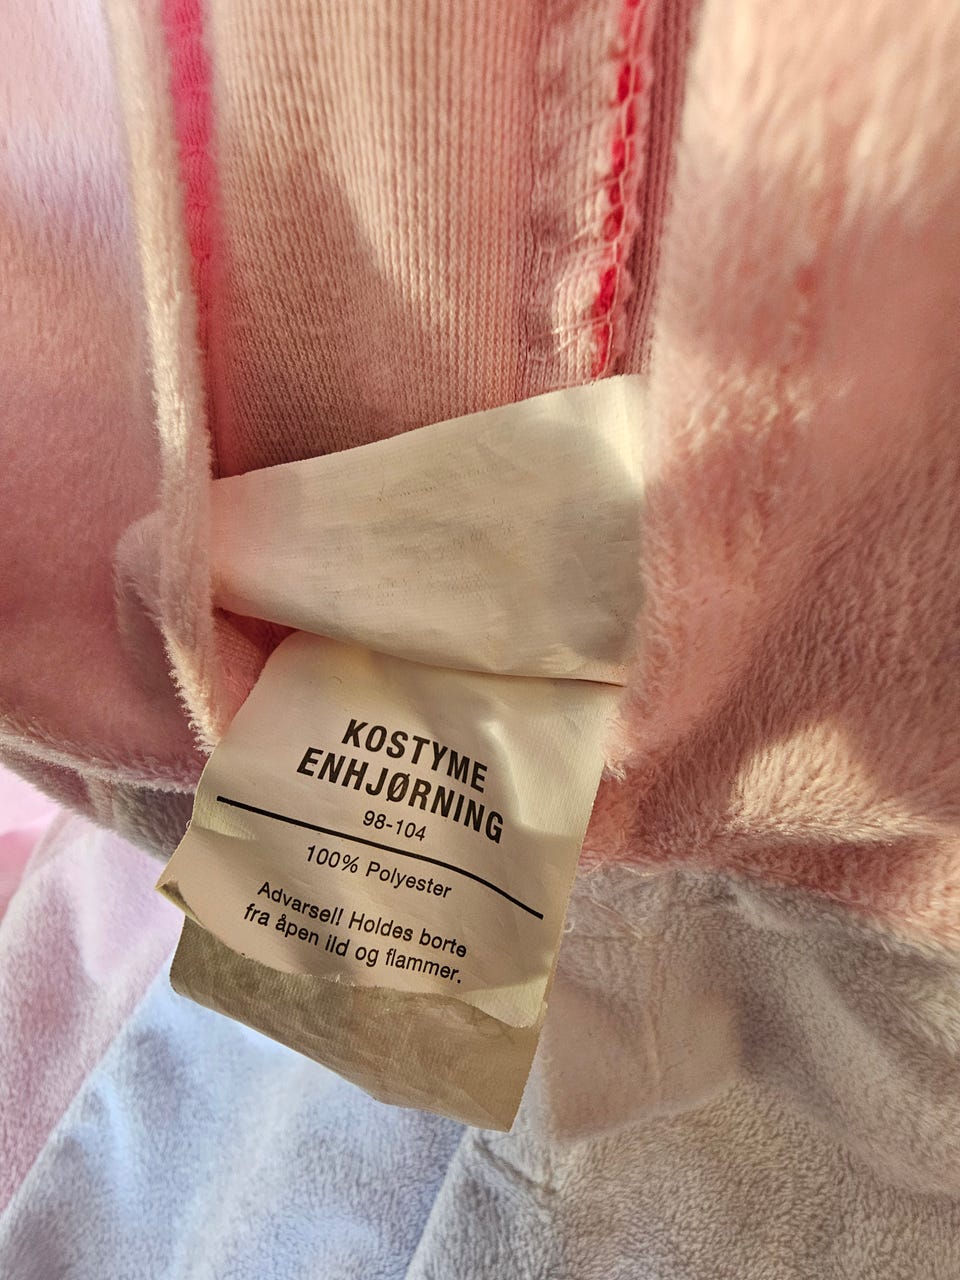 KOSTYME
ENHJØRNING
98-104
100% Polyester
Advarsel! Holdes borte
fra åpen ild og flammer.